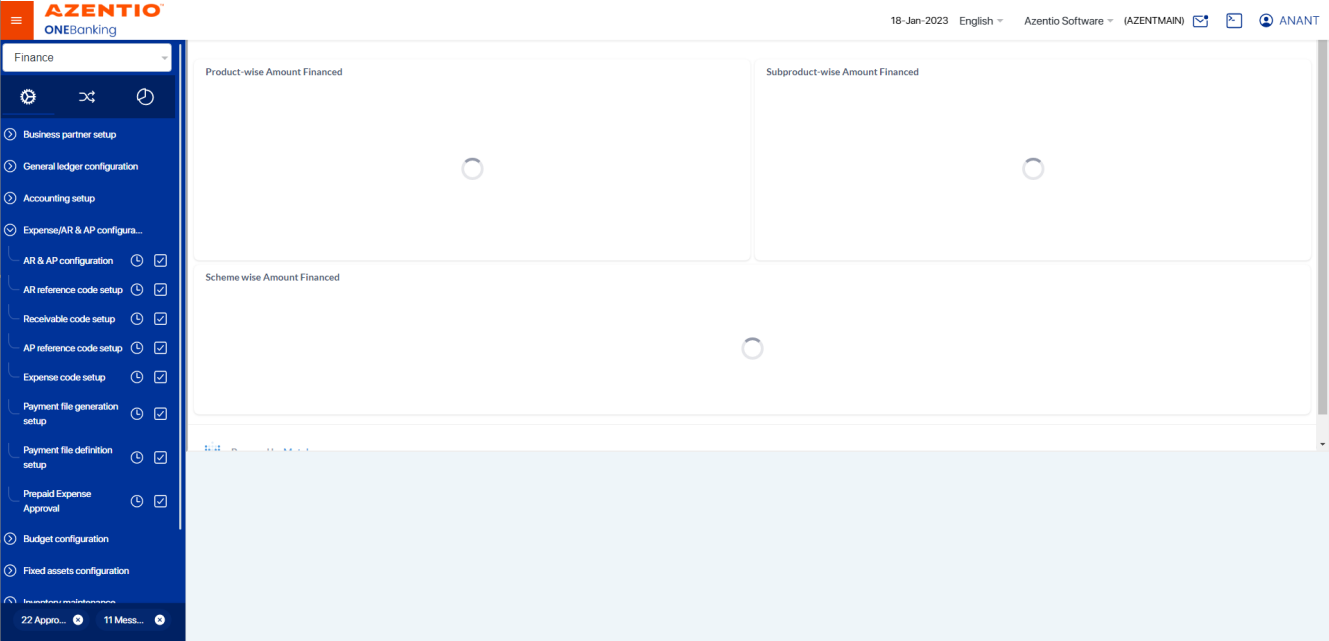 AZENTIO
ONEBanking
18-Jan-2023 English Azentio Software (AZENTMAIN) ANANT
Finance
Business partner setup
General ledger configuration
Accounting setup
Expense/AR & AP configura...
AR & AP configuration
AR reference code setup
Receivable code setup
AP reference code setup
Expense code setup
Payment file generation
setup
Payment file definition
setup
Prepaid Expense
Approval
Budget configuration
Fixed assets configuration
Inventory maintenance
22 Appro... 11 Mess...
Product-wise Amount Financed
Subproduct-wise Amount Financed
Scheme wise Amount Financed